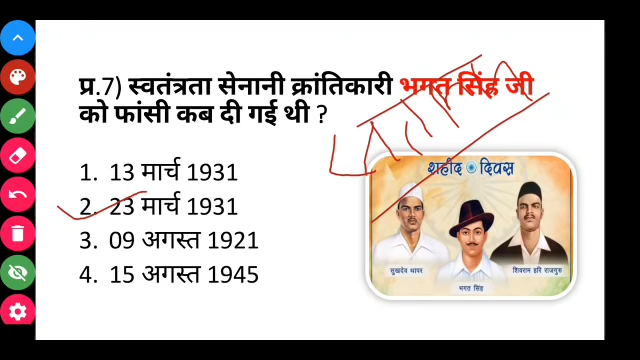 प्र.7) स्वतंत्रता सेनानी क्रांतिकारी भगत सिंह जी
को फांसी कब दी गई थी ?
1. 13 मार्च 1931
2. 23 मार्च 1931
3. 09 अगस्त 1921
4. 15 अगस्त 1945
शहीद दिवस
सुखदेव थापर
भगत सिंह
शिवराम हरि राजगुरु